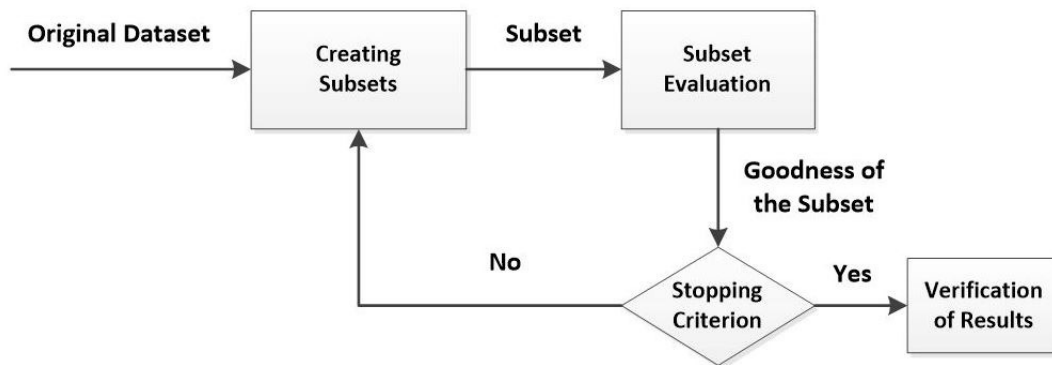 Original Dataset
Creating
Subsets
Subset
Subset
Evaluation
Goodness of
the Subset
No
Stopping
Criterion
Yes
Verification
of Results